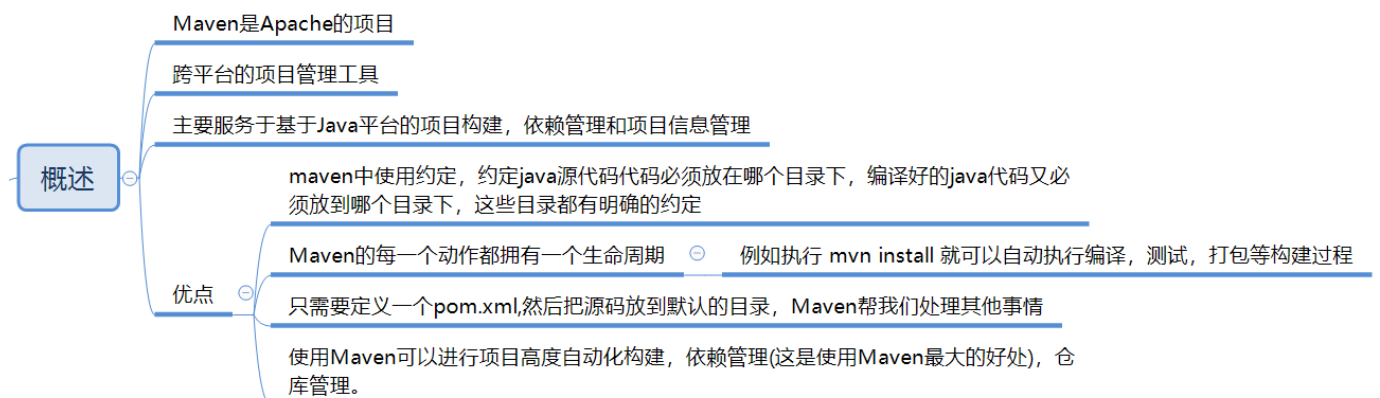 Maven是Apache的项目
跨平台的项目管理工具
主要服务于基于Java平台的项目构建，依赖管理和项目信息管理
概述
maven中使用约定，约定java源代码代码必须放在哪个目录下，编译好的java代码又必
须放到哪个目录下，这些目录都有明确的约定
Maven的每一个动作都拥有一个生命周期
例如执行 mvn install 就可以自动执行编译，测试，打包等构建过程
优点
只需要定义一个pom.xml,然后把源码放到默认的目录，Maven帮我们处理其他事情
使用Maven可以进行项目高度自动化构建，依赖管理(这是使用Maven最大的好处)，仓
库管理。